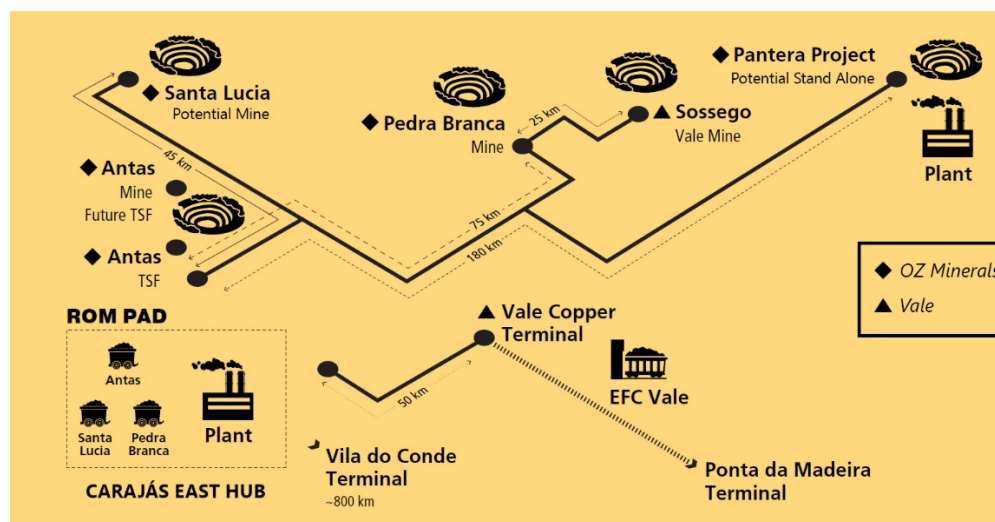 ◆ Santa Lucia
Potential Mine
◆ Pedra Branca
Mine
25 km
▲ Sossego
Vale Mine
◆ Pantera Project
Potential Stand Alone
Plant
45 km
◆ Antas
Mine
Future TSF
◆ Antas
TSF
75 km
180 km
◆ OZ Minerals
▲ Vale
ROM PAD
Antas
Santa
Lucia
Pedra
Branca
Plant
CARAJÁS EAST HUB
▲ Vale Copper
Terminal
50 km
EFC Vale
Vila do Conde
Terminal
~800 km
Ponta da Madeira
Terminal